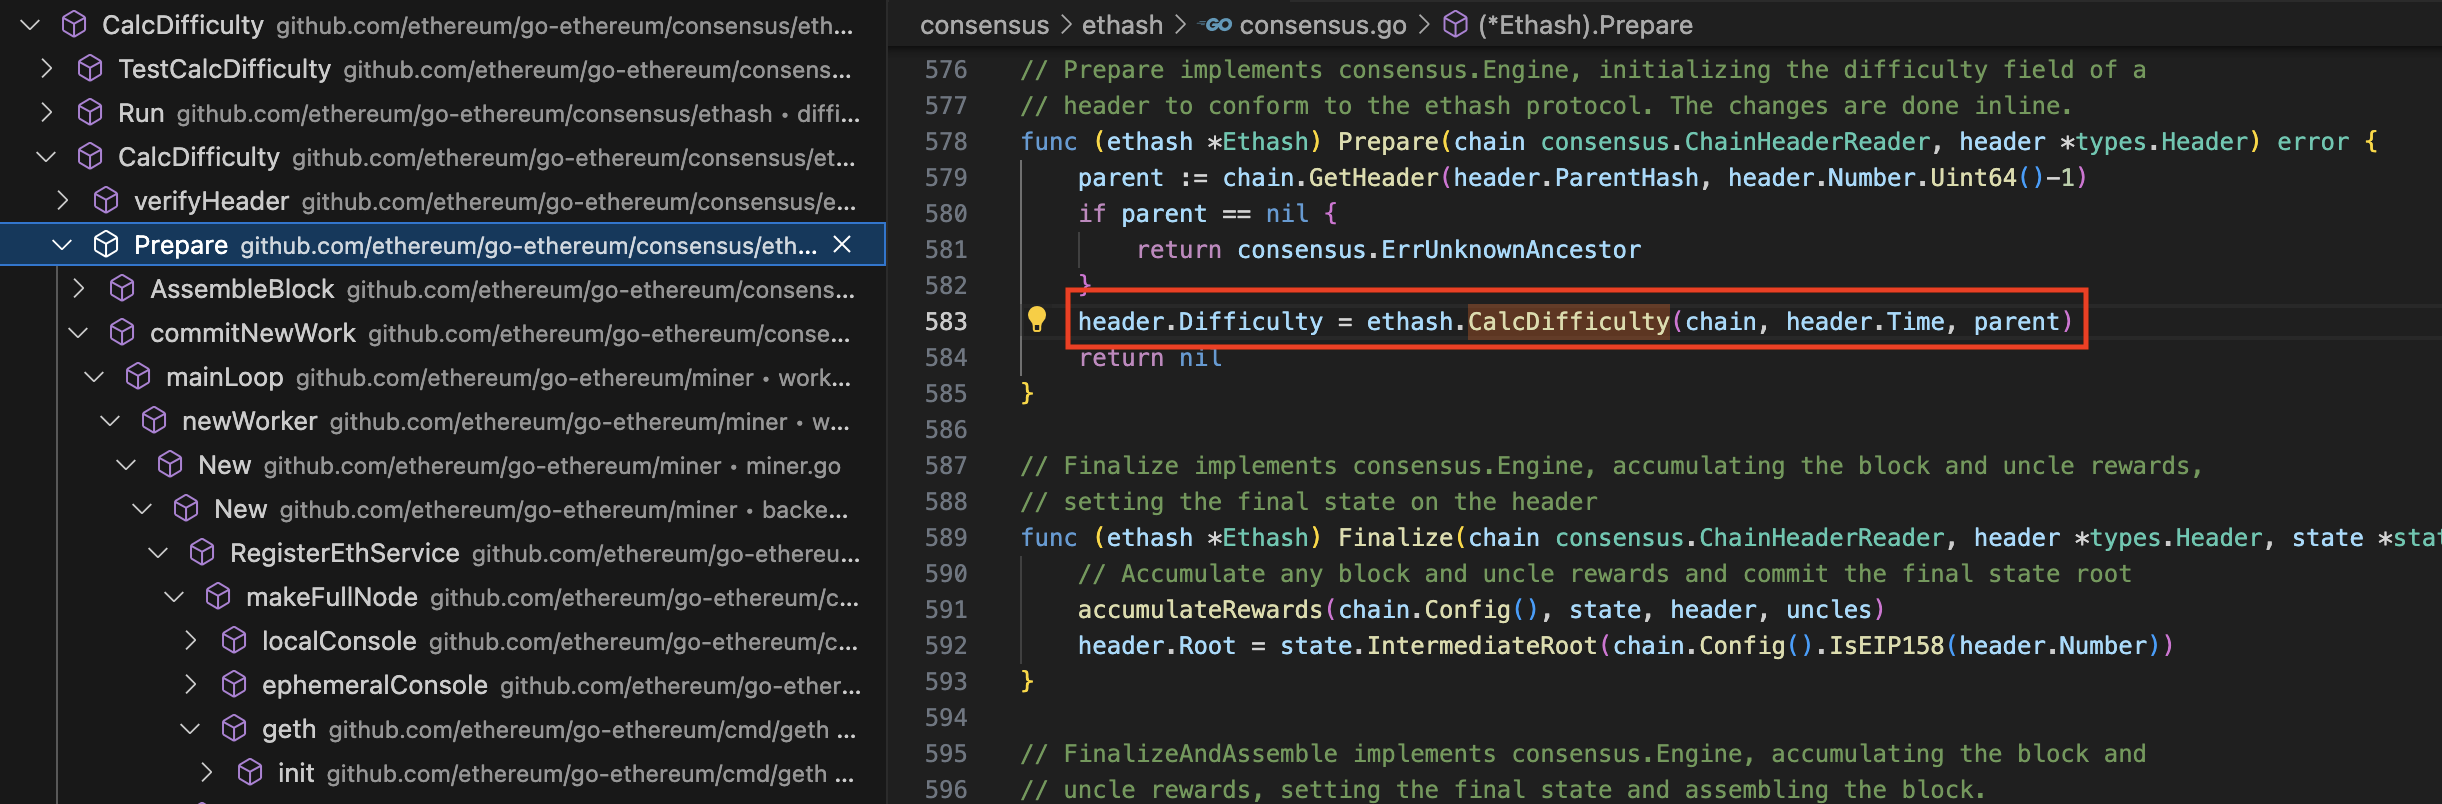 CalcDifficulty github.com/ethereum/go-ethereum/consensus/eth...
TestCalcDifficulty github.com/ethereum/go-ethereum/consens...
Run github.com/ethereum/go-ethereum/consensus/ethash • diffi...
CalcDifficulty github.com/ethereum/go-ethereum/consensus/et...
verifyHeader github.com/ethereum/go-ethereum/consensus/e...
Prepare github.com/ethereum/go-ethereum/consensus/eth...
AssembleBlock github.com/ethereum/go-ethereum/consens...
commitNewWork github.com/ethereum/go-ethereum/conse...
mainLoop github.com/ethereum/go-ethereum/miner • work...
newWorker github.com/ethereum/go-ethereum/miner • w...
New github.com/ethereum/go-ethereum/miner • miner.go
New github.com/ethereum/go-ethereum/miner • backe...
RegisterEthService github.com/ethereum/go-ethereu...
makeFullNode github.com/ethereum/go-ethereum/c...
localConsole github.com/ethereum/go-ethereum/c...
ephemeralConsole github.com/ethereum/go-ether...
geth github.com/ethereum/go-ethereum/cmd/geth ...
init github.com/ethereum/go-ethereum/cmd/geth ...
consensus > ethash > GO consensus.go > (*Ethash).Prepare
576 // Prepare implements consensus.Engine, initializing the difficulty field of a
577 // header to conform to the ethash protocol. The changes are done inline.
578 func (ethash *Ethash) Prepare(chain consensus.ChainHeaderReader, header *types.Header) error {
579 parent := chain.GetHeader(header.ParentHash, header.Number.Uint64()-1)
580 if parent == nil {
581 return consensus.ErrUnknownAncestor
582 }
583 header.Difficulty = ethash.CalcDifficulty(chain, header.Time, parent)
584 return nil
585 }
586
587 // Finalize implements consensus.Engine, accumulating the block and uncle rewards,
588 // setting the final state on the header
589 func (ethash *Ethash) Finalize(chain consensus.ChainHeaderReader, header *types.Header, state *stat
590 // Accumulate any block and uncle rewards and commit the final state root
591 accumulateRewards(chain.Config(), state, header, uncles)
592 header.Root = state.IntermediateRoot(chain.Config().IsEIP158(header.Number))
593 }
594
595 // FinalizeAndAssemble implements consensus.Engine, accumulating the block and
596 // uncle rewards, setting the final state and assembling the block.